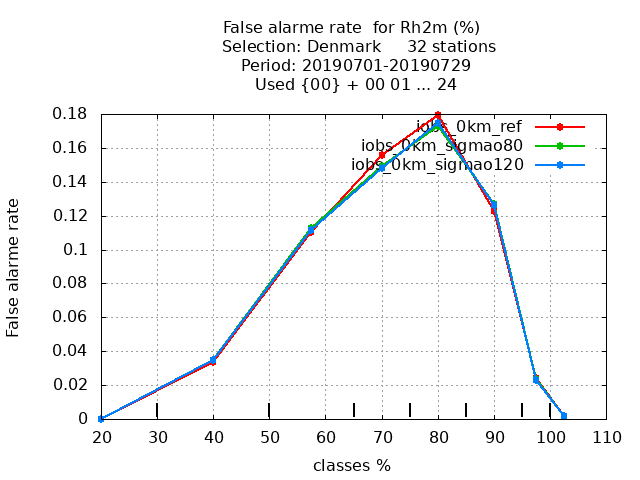 False alarme rate  for Rh2m (%)
Selection: Denmark     32 stations
Period: 20190701-20190729
Used {00} + 00 01 ... 24
False alarme rate
0.18
0.16
0.14
0.12
0.1
0.08
0.06
0.04
0.02
0
iobs_0km_ref
iobs_0km_sigmao80
iobs_0km_sigmao120
20 30 40 50 60 70 80 90 100 110
classes %